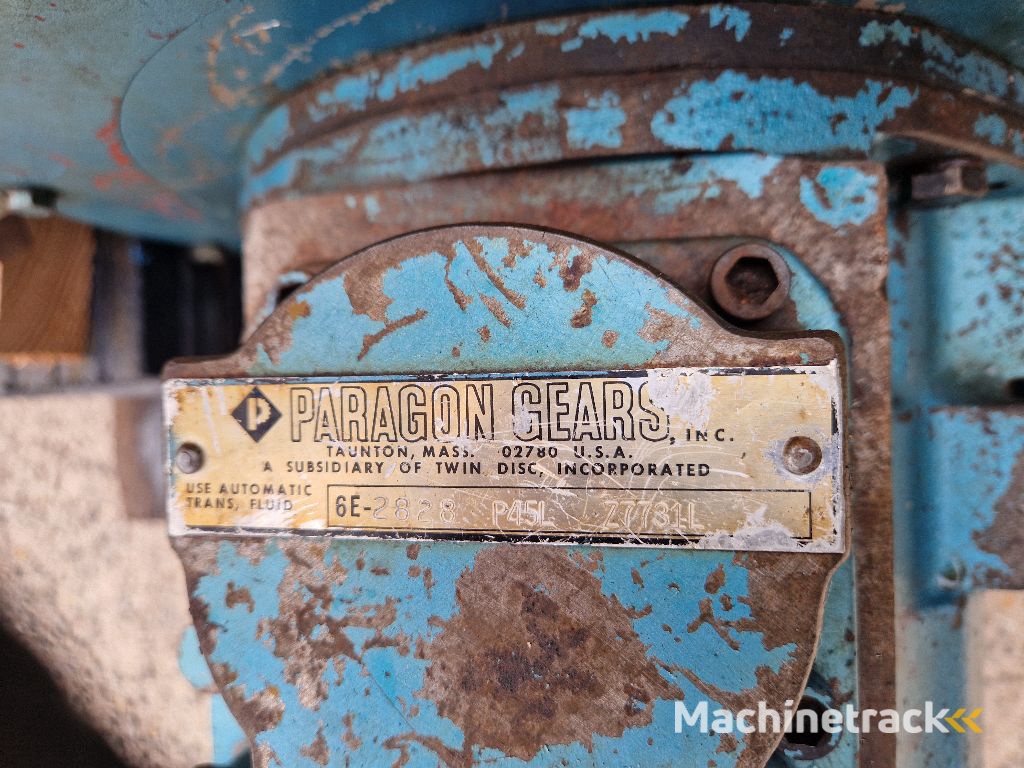 P PARAGON GEARS, INC.
TAUNTON, MASS. 02780 U.S.A.
A SUBSIDIARY OF TWIN DISC, INCORPORATED
USE AUTOMATIC
TRANS, FLUID
6E-2828 P45L Z7731L
Machinetrack